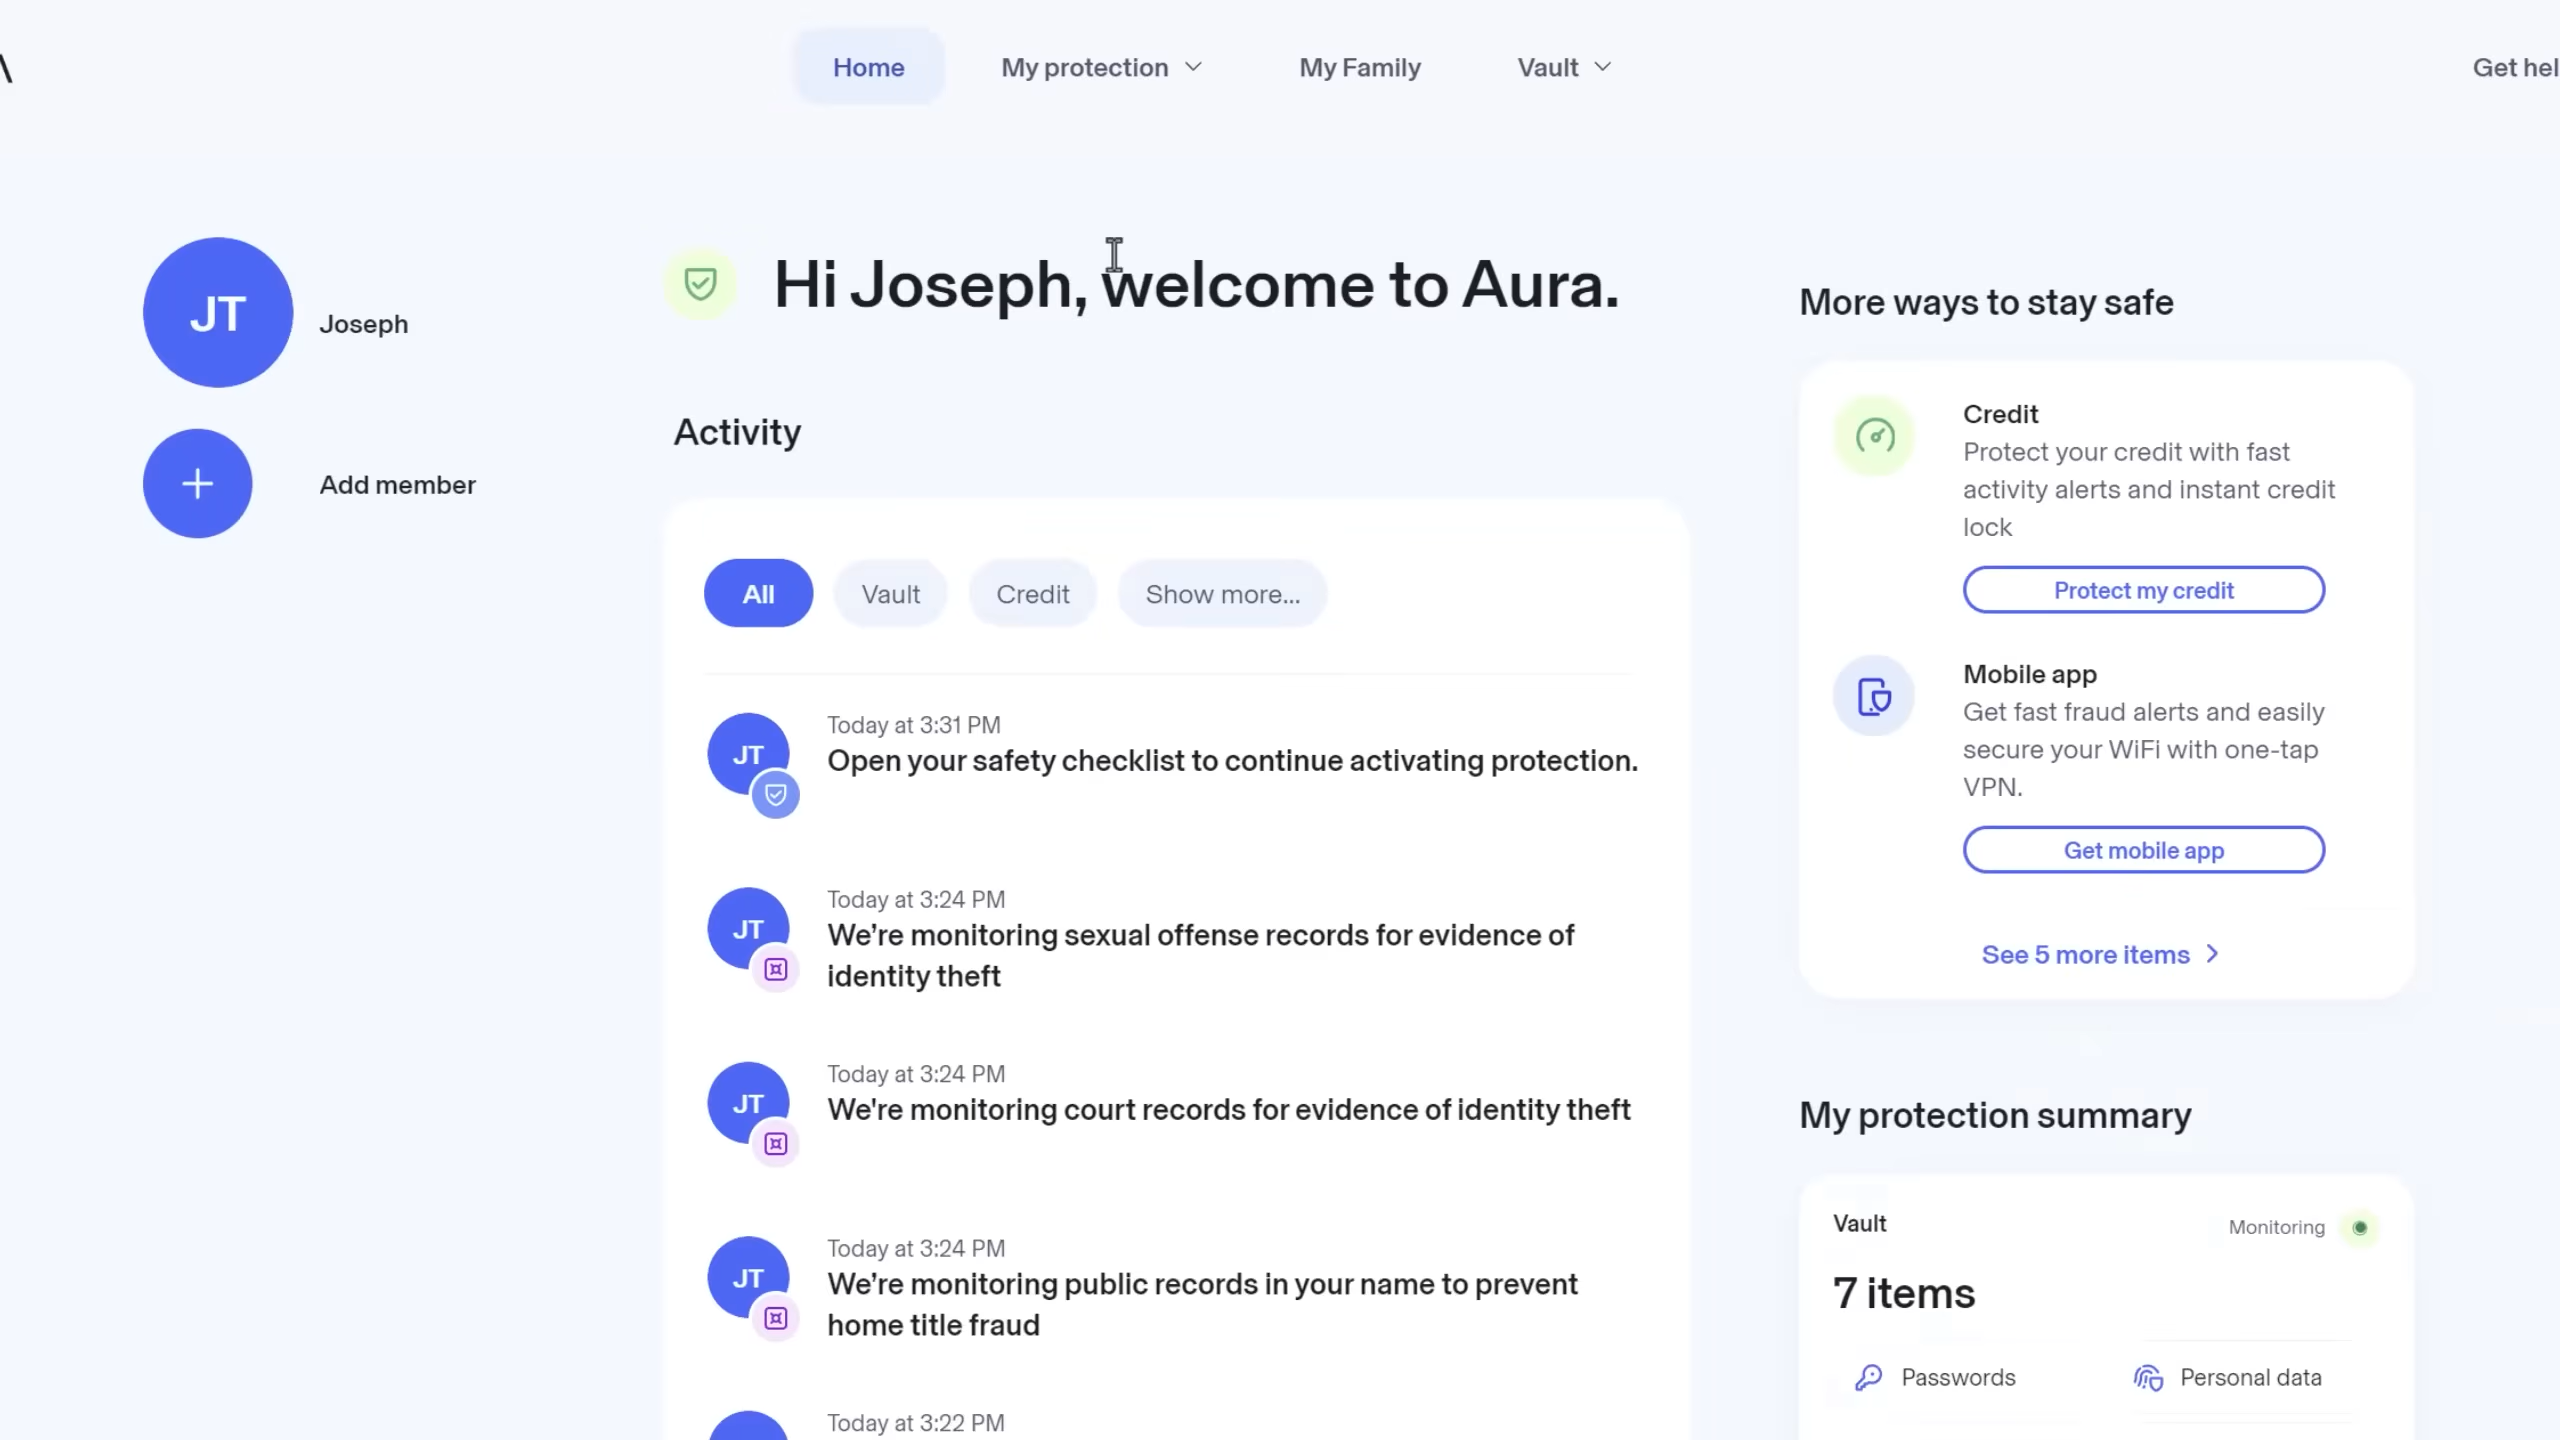 Home
My protection
My Family
Vault
Get hel
JT
Joseph
Add member
Hi Joseph, welcome to Aura.
Activity
All
Vault
Credit
Show more...
JT
Today at 3:31 PM
Open your safety checklist to continue activating protection.
JT
Today at 3:24 PM
We’re monitoring sexual offense records for evidence of
identity theft
JT
Today at 3:24 PM
We're monitoring court records for evidence of identity theft
JT
Today at 3:24 PM
We’re monitoring public records in your name to prevent
home title fraud
Today at 3:22 PM
More ways to stay safe
Credit
Protect your credit with fast
activity alerts and instant credit
lock
Protect my credit
Mobile app
Get fast fraud alerts and easily
secure your WiFi with one-tap
VPN.
Get mobile app
See 5 more items
My protection summary
Vault
Monitoring
7 items
Passwords
Personal data